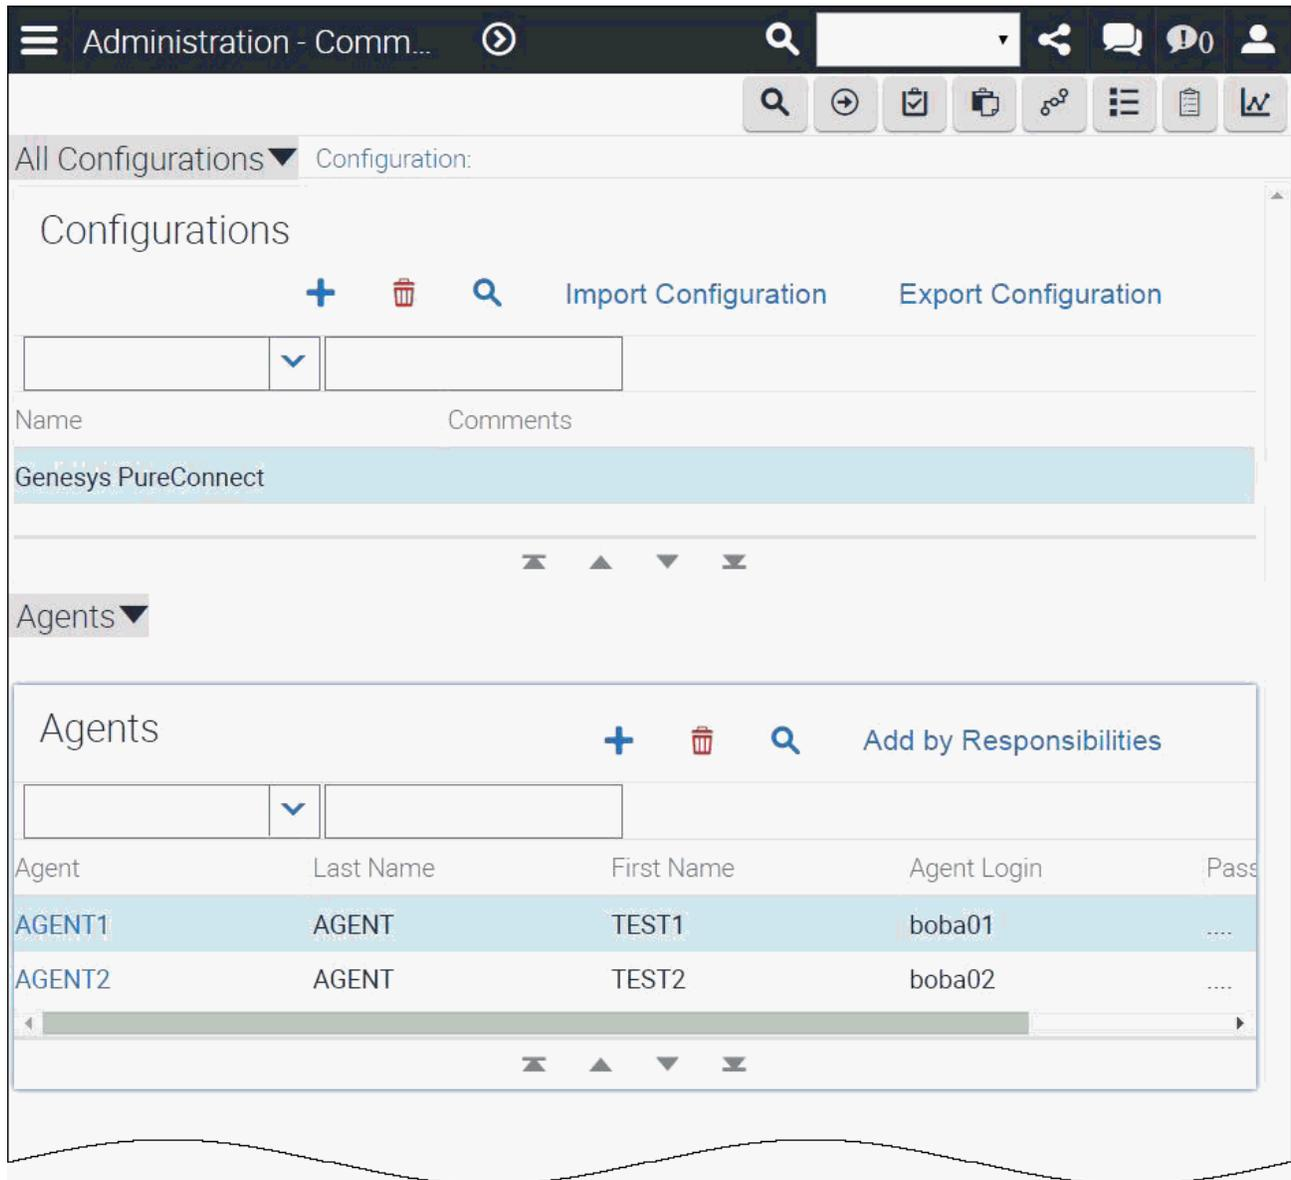 Administration - Comm...
0
All Configurations Configuration:
Configurations
Import Configuration Export Configuration
Name Comments
Genesys PureConnect
Agents
Agents
Add by Responsibilities
Agent Last Name First Name Agent Login Pass
AGENT1 AGENT TEST1 boba01 ....
AGENT2 AGENT TEST2 boba02 ....